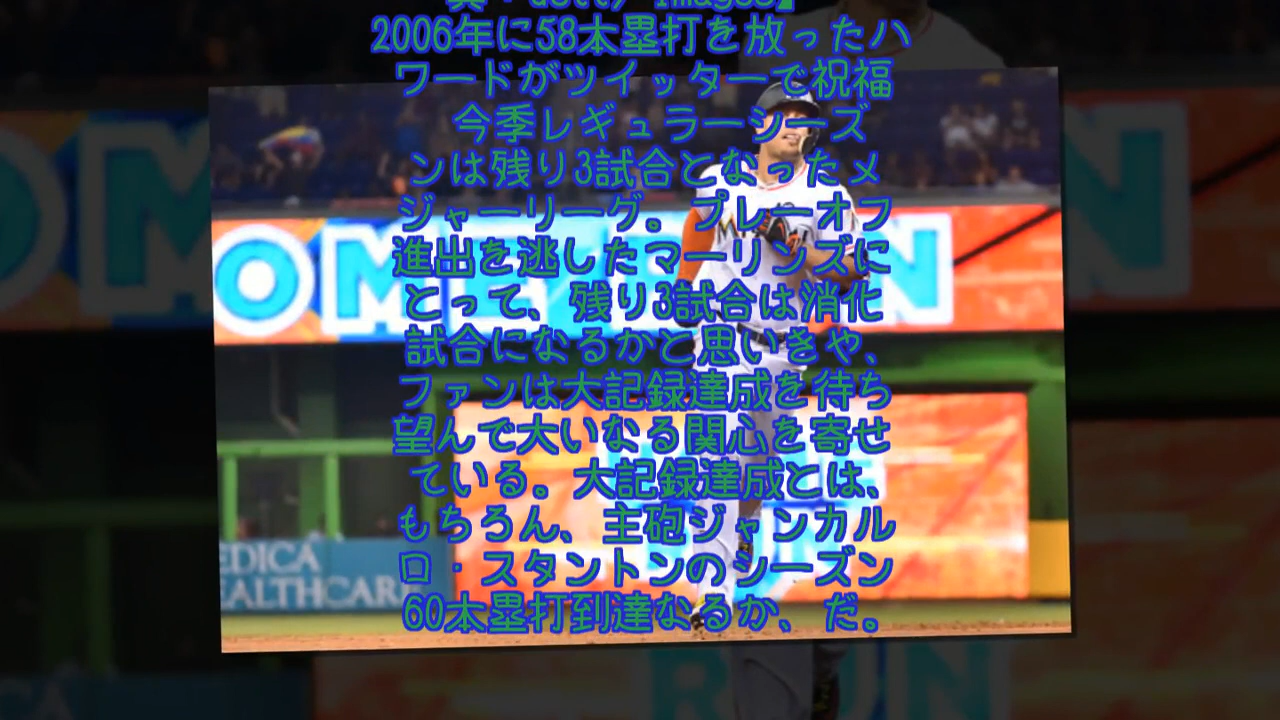 真・Getty Images】
2006年に58本塁打を放ったハ
ワードがツイッターで祝福
今季レギュラーシーズ
ンは残り3試合となったメ
ジャーリーグ。プレーオフ
進出を逃したマーリンズに
とって、残り3試合は消化
試合になるかと思いきや、
ファンは大記録達成を待ち
望んで大いなる関心を寄せ
ている。大記録達成とは、
もちろん、主砲ジャンカル
ロ・スタントンのシーズン
60本塁打到達なるか、だ。
OME RUN
EDICA
EALTHCARE